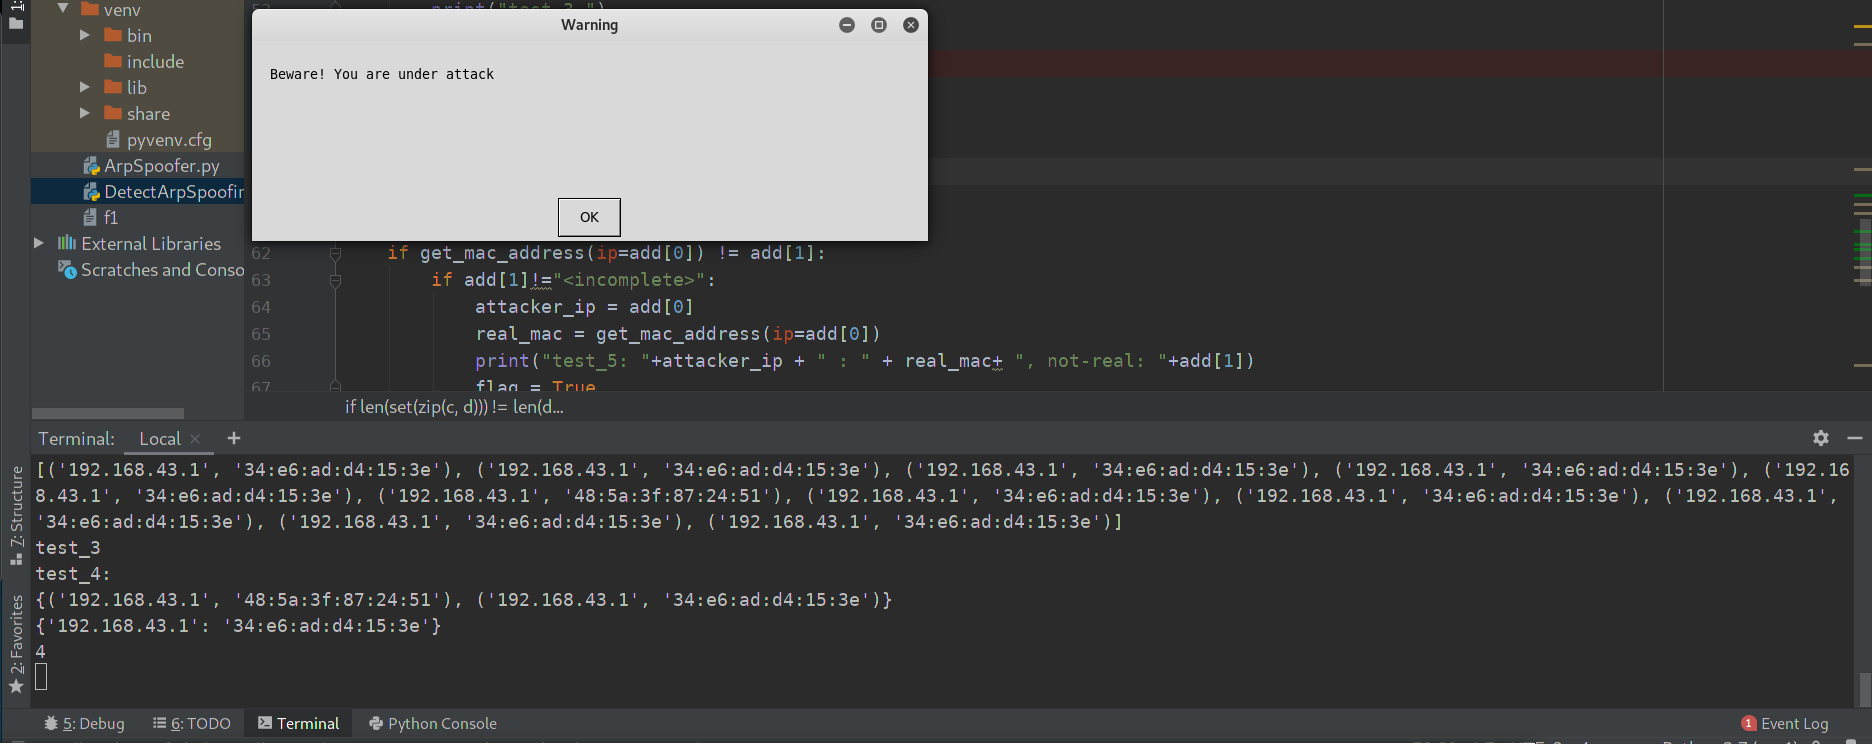 1:
venv
bin
include
lib
share
pyvenv.cfg
ArpSpoofer.py
DetectArpSpoofin
f1
External Libraries
Scratches and Conso
Warning
Beware! You are under attack
OK
print("test_3 ")
62 if get_mac_address(ip=add[0]) != add[1]:
63 if add[1]!="<incomplete>":
64 attacker_ip = add[0]
65 real_mac = get_mac_address(ip=add[0])
66 print("test_5: "+attacker_ip + " : " + real_mac+ ", not-real: "+add[1])
67 flag = True
if len(set(zip(c, d))) != len(d...
Terminal: Local × +
[('192.168.43.1', '34:e6:ad:d4:15:3e'), ('192.168.43.1', '34:e6:ad:d4:15:3e'), ('192.168.43.1', '34:e6:ad:d4:15:3e'), ('192.168.43.1', '34:e6:ad:d4:15:3e'), ('192.16
8.43.1', '34:e6:ad:d4:15:3e'), ('192.168.43.1', '48:5a:3f:87:24:51'), ('192.168.43.1', '34:e6:ad:d4:15:3e'), ('192.168.43.1', '34:e6:ad:d4:15:3e'), ('192.168.43.1',
'34:e6:ad:d4:15:3e'), ('192.168.43.1', '34:e6:ad:d4:15:3e'), ('192.168.43.1', '34:e6:ad:d4:15:3e')]
test_3
test_4:
{('192.168.43.1', '48:5a:3f:87:24:51'), ('192.168.43.1', '34:e6:ad:d4:15:3e')}
{'192.168.43.1': '34:e6:ad:d4:15:3e'}
4
7: Structure
2: Favorites
5: Debug 6: TODO Terminal Python Console 1 Event Log